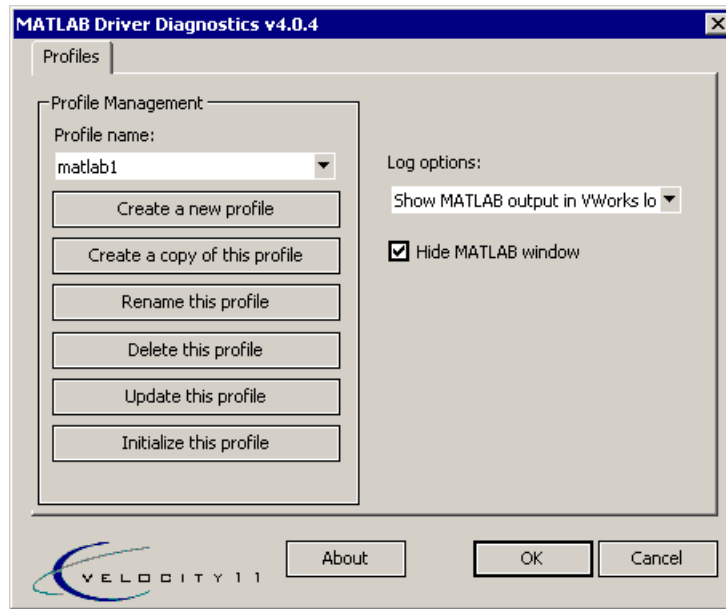 MATLAB Driver Diagnostics v4.0.4
Profiles
Profile Management
Profile name:
matlab1
Create a new profile
Create a copy of this profile
Rename this profile
Delete this profile
Update this profile
Initialize this profile
Log options:
Show MATLAB output in VWorks lo
Hide MATLAB window
VELOCITY11
About
OK
Cancel